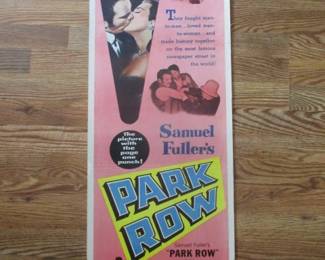 They fought man-
to-man... loved man-
to-woman... and
made history together
on the most famous
newspaper street in
the world!
The
picture
with the
page
one
punch!
Samuel
Fuller's
PARK
ROW
Samuel Fuller's
"PARK ROW"